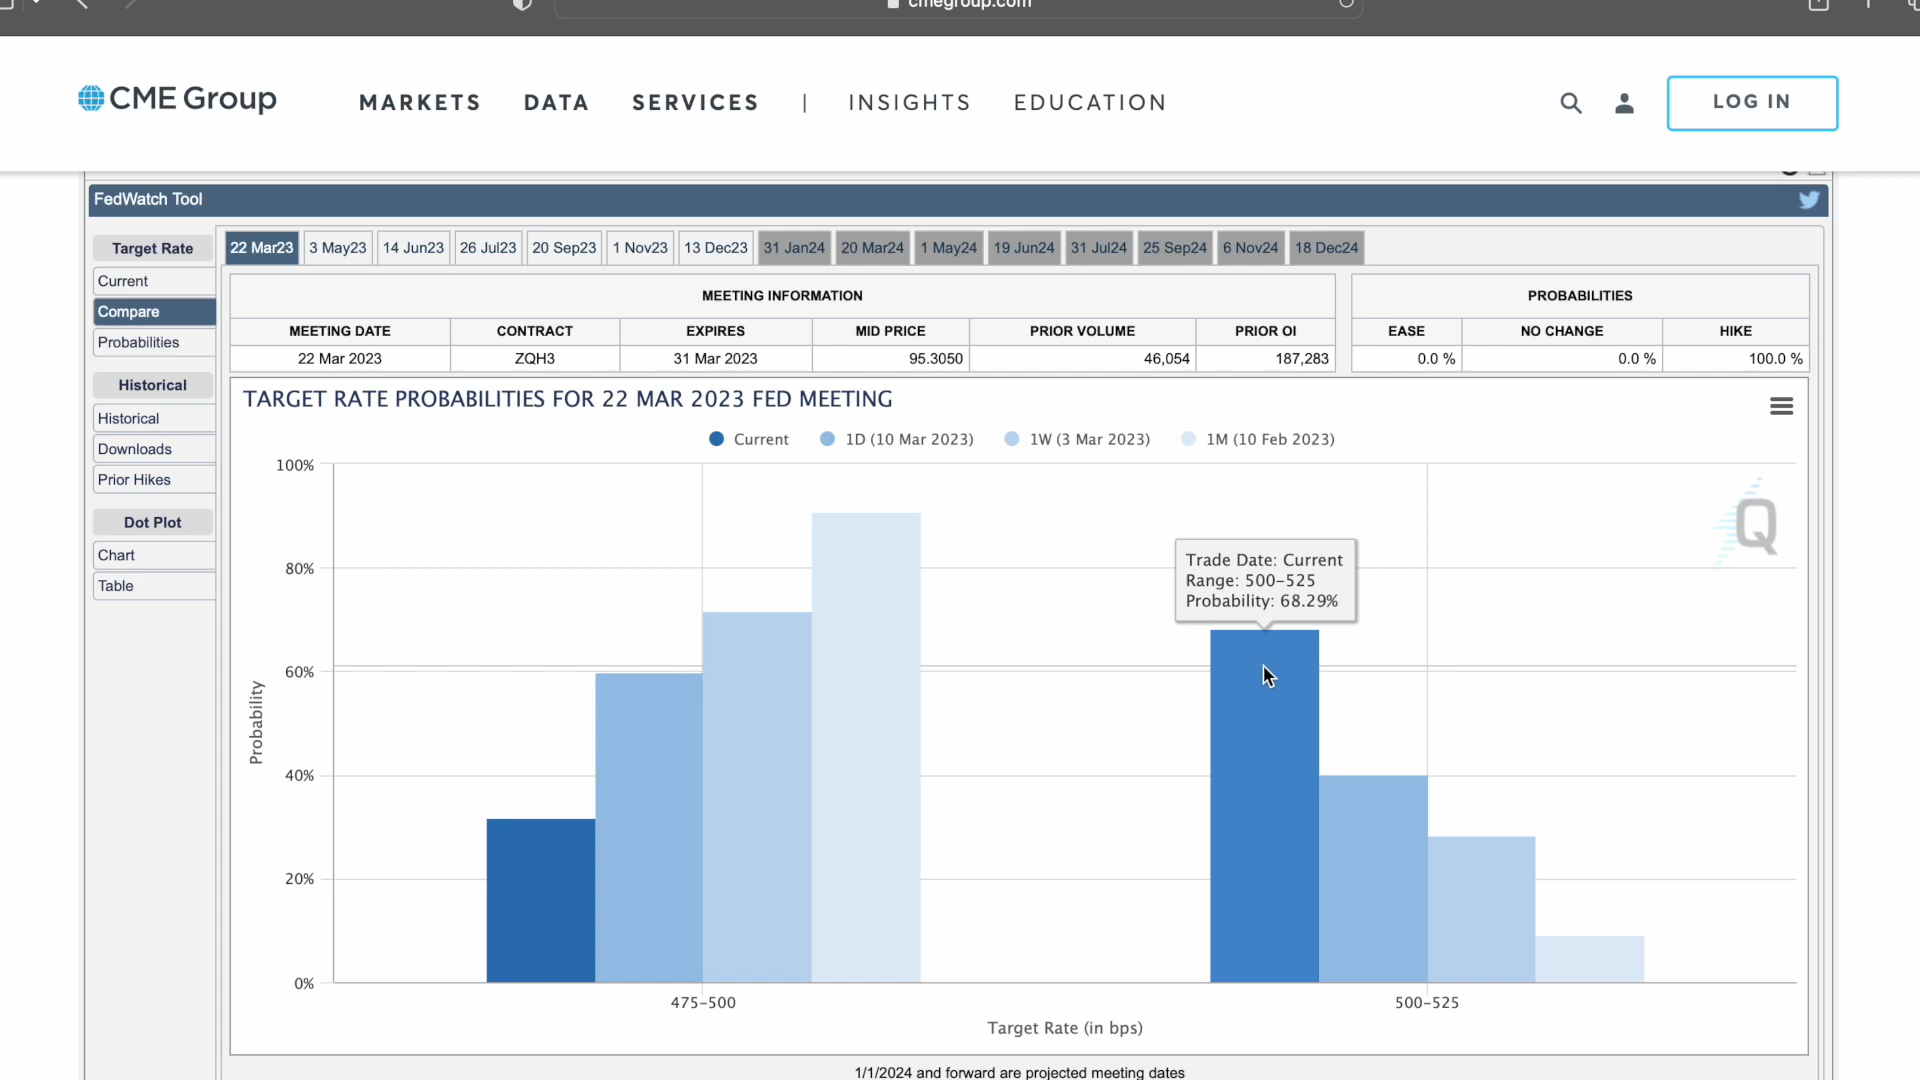 cmegroup.com
CME Group
MARKETS DATA SERVICES | INSIGHTS EDUCATION
LOG IN
FedWatch Tool
Target Rate
Current
Compare
Probabilities
Historical
Historical
Downloads
Prior Hikes
Dot Plot
Chart
Table
22 Mar23 3 May23 14 Jun23 26 Jul23 20 Sep23 1 Nov23 13 Dec23 31 Jan24 20 Mar24 1 May24 19 Jun24 31 Jul24 25 Sep24 6 Nov24 18 Dec24
MEETING INFORMATION
MEETING DATE CONTRACT EXPIRES MID PRICE PRIOR VOLUME PRIOR OI
22 Mar 2023 ZQH3 31 Mar 2023 95.3050 46,054 187,283
PROBABILITIES
EASE NO CHANGE HIKE
0.0 % 0.0 % 100.0 %
TARGET RATE PROBABILITIES FOR 22 MAR 2023 FED MEETING
Current 1D (10 Mar 2023) 1W (3 Mar 2023) 1M (10 Feb 2023)
100%
80%
60%
40%
20%
0%
Probability
Q
Trade Date: Current
Range: 500-525
Probability: 68.29%
475-500 500-525
Target Rate (in bps)
1/1/2024 and forward are projected meeting dates